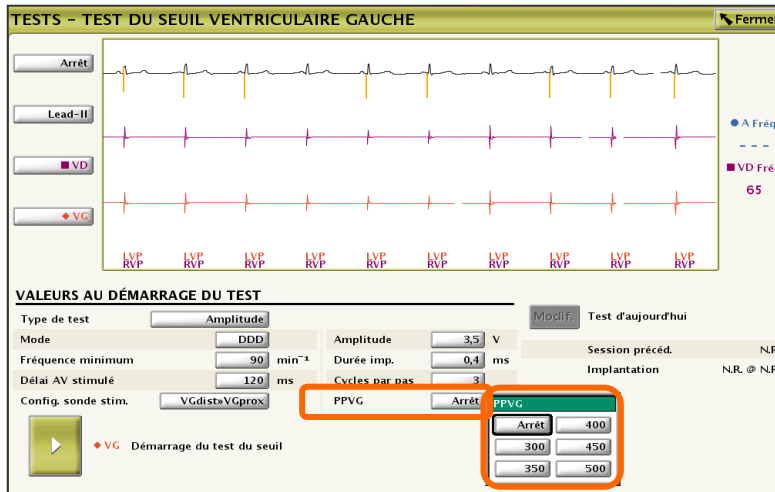 TESTS – TEST DU SEUIL VENTRICULAIRE GAUCHE
Fermer
Arrêt
Lead-II
VD
VG
A Fréq
- - -
VD Fré
65
LVP LVP LVP LVP LVP LVP LVP LVP LVP LVP
RVP RVP RVP RVP RVP RVP RVP RVP RVP RVP
VALEURS AU DÉMARRAGE DU TEST
Type de test Amplitude
Mode DDD
Fréquence minimum 90 min⁻¹
Délai AV stimulé 120 ms
Config. sonde stim. VGdist»VGprox
Amplitude 3,5 V
Durée imp. 0,4 ms
Cycles par pas 3
PPVG Arrêt
Modif. Test d'aujourd'hui
Session précéd. N.R
Implantation N.R. @ N.R
PPVG
Arrêt 400
300 450
350 500
VG Démarrage du test du seuil